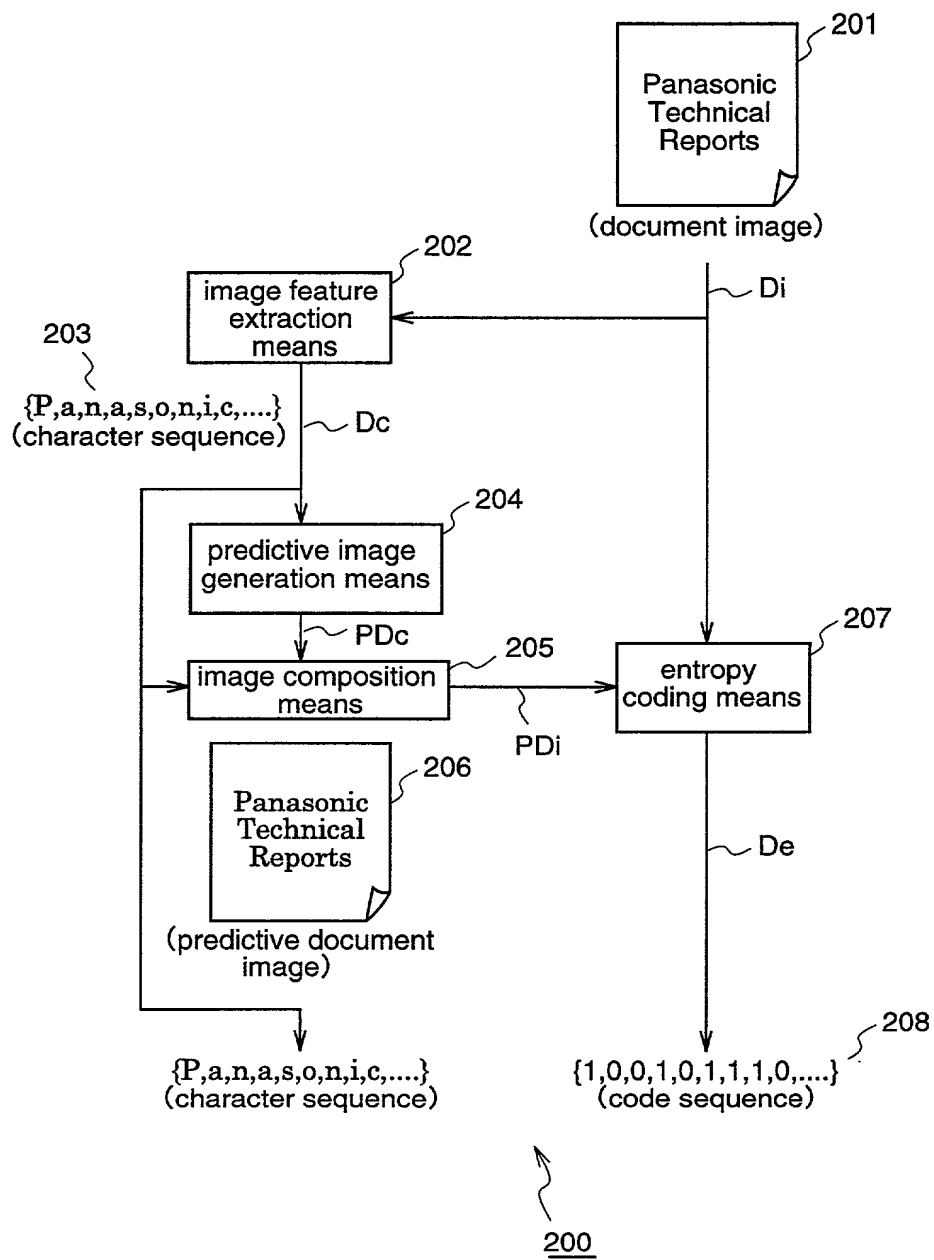 201
Panasonic
Technical
Reports
(document image)
202
Di
image feature
extraction
means
203
{P,a,n,a,s,o,n,i,c,....}
(character sequence)
Dc
204
predictive image
generation means
PDc
205
207
image composition
means
entropy
coding means
PDi
206
Panasonic
Technical
Reports
De
(predictive document
image)
208
{P,a,n,a,s,o,n,i,c,....}
(character sequence)
{1,0,0,1,0,1,1,1,0,....}
(code sequence)
200